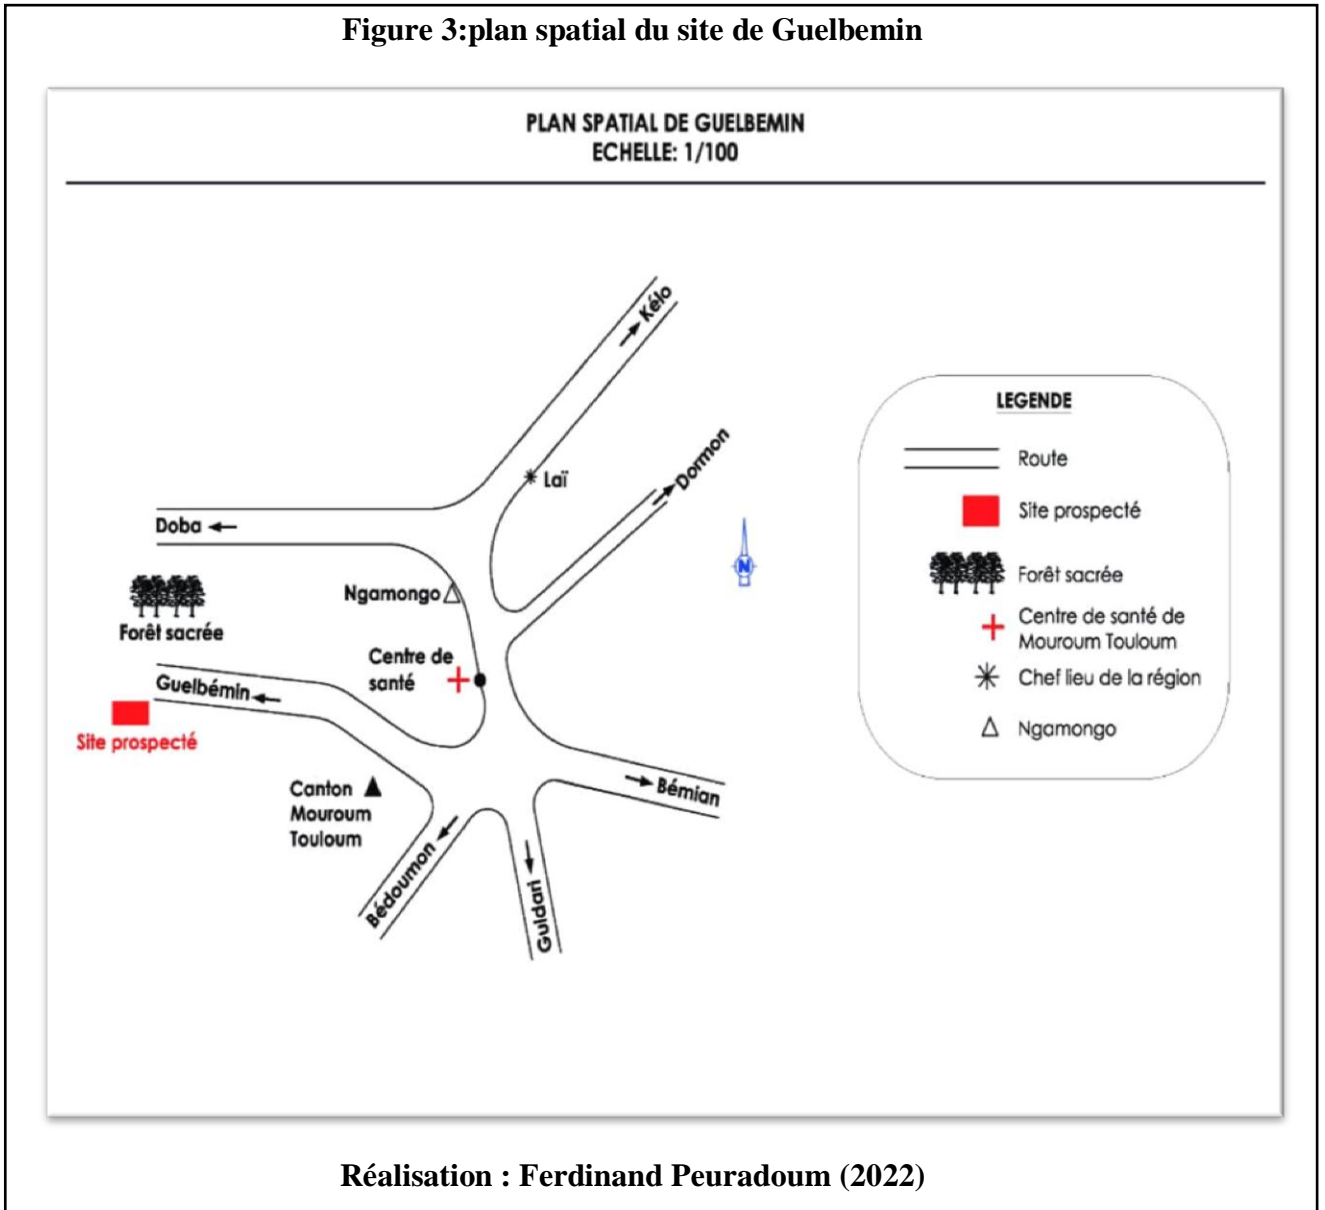 Figure 3:plan spatial du site de Guelbemin
PLAN SPATIAL DE GUELBEMIN
ECHELLE: 1/100
Kélo
Laï
Dormon
Doba
Ngamongo
Forêt sacrée
Centre de
santé
Guelbémin
Site prospecté
Canton
Mouroum
Touloum
Bémian
Bédoumon
Guidari
N
LEGENDE
Route
Site prospecté
Forêt sacrée
Centre de santé de
Mouroum Touloum
Chef lieu de la région
Ngamongo
Réalisation : Ferdinand Peuradoum (2022)